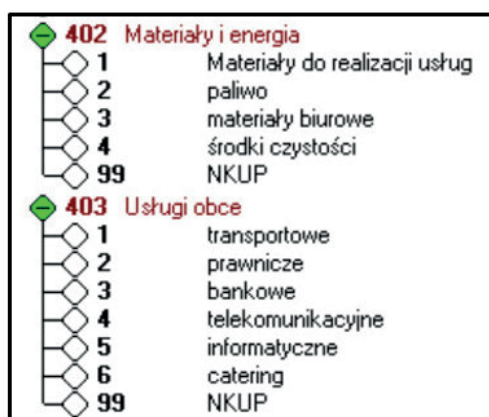 402 Materiały i energia
1 Materiały do realizacji usług
2 paliwo
3 materiały biurowe
4 środki czystości
99 NKUP
403 Usługi obce
1 transportowe
2 prawnicze
3 bankowe
4 telekomunikacyjne
5 informatyczne
6 catering
99 NKUP